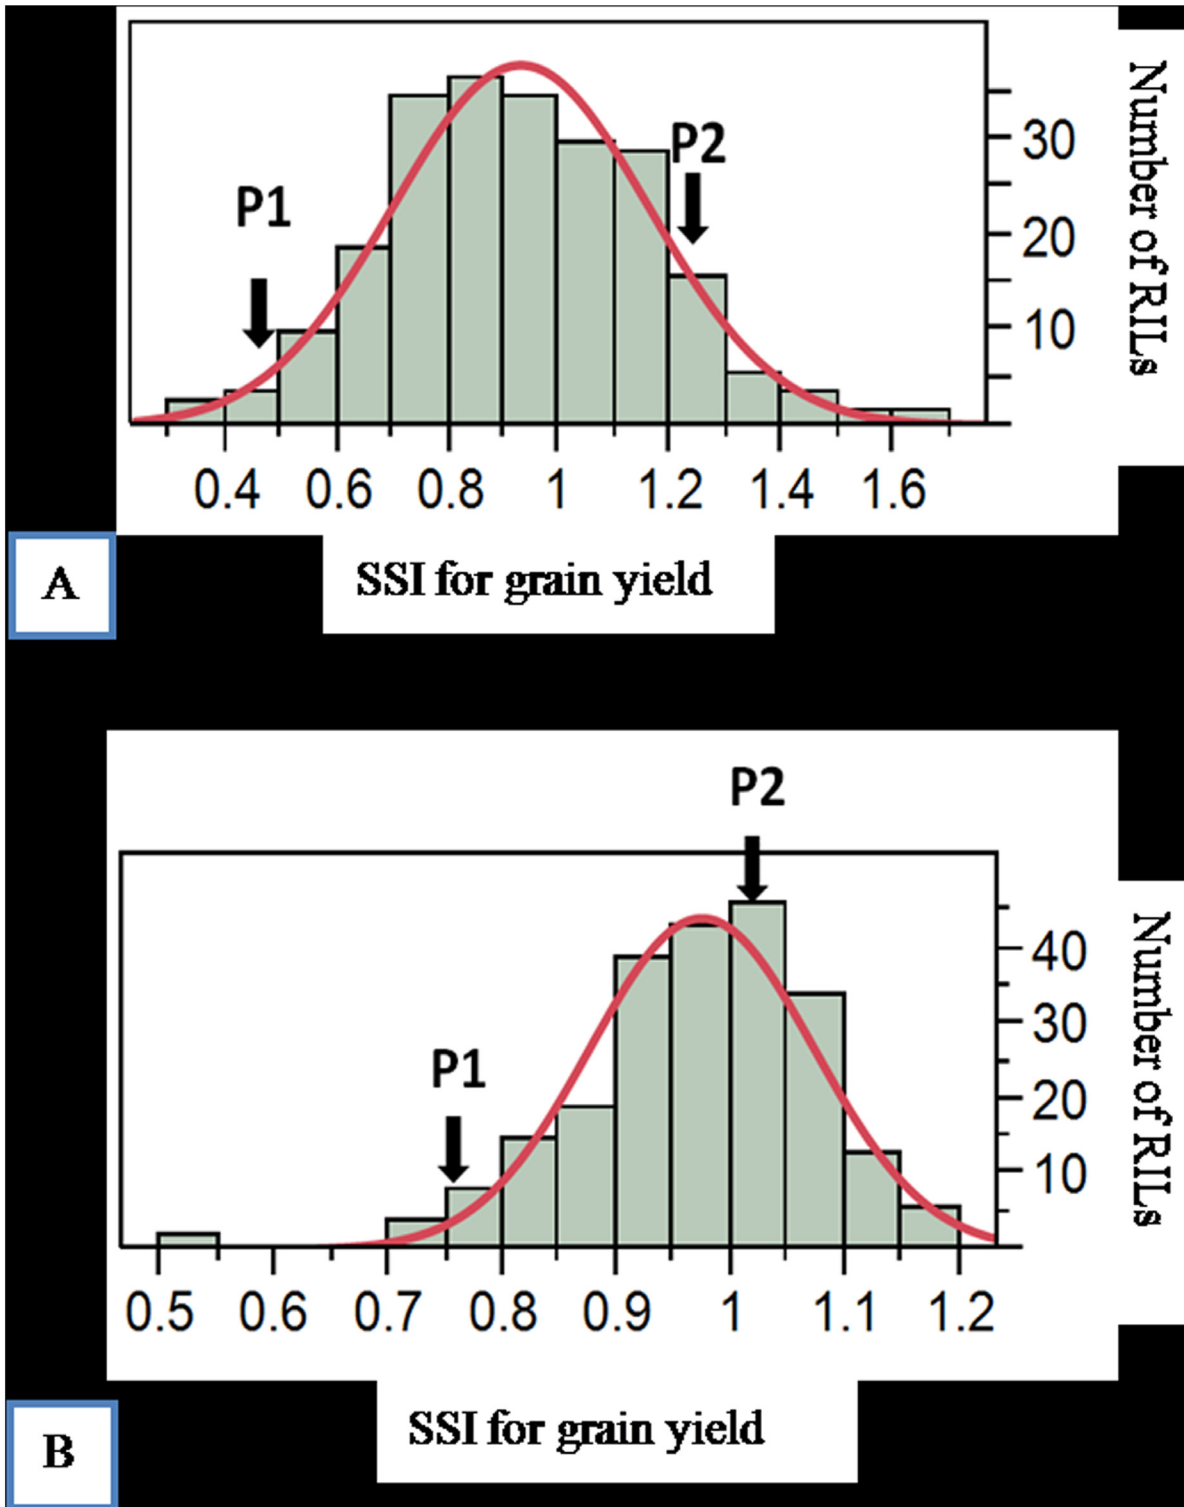 P1
P2
30
20
10
Number of RILs
0.4 0.6 0.8 1 1.2 1.4 1.6
A
SSI for grain yield
P2
P1
40
30
20
10
Number of RILs
0.5 0.6 0.7 0.8 0.9 1 1.1 1.2
SSI for grain yield
B